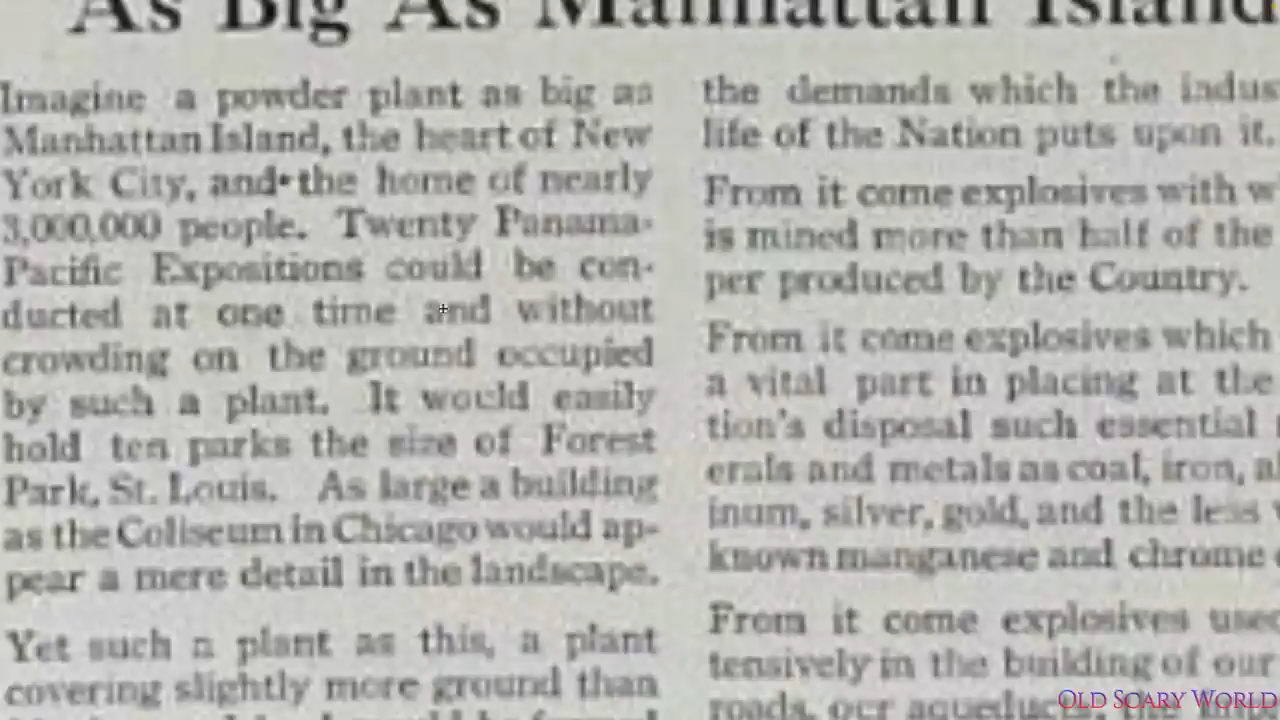 As Big As Manhattan Island
Imagine a powder plant as big as
Manhattan Island, the heart of New
York City, and the home of nearly
3,000,000 people. Twenty Panama-
Pacific Expositions could be con-
ducted at one time and without
crowding on the ground occupied
by such a plant. It would easily
hold ten parks the size of Forest
Park, St. Louis. As large a building
as the Coliseum in Chicago would ap-
pear a mere detail in the landscape.
Yet such a plant as this, a plant
covering slightly more ground than
the demands which the indus
life of the Nation puts upon it.
From it come explosives with w
is mined more than half of the
per produced by the Country.
From it come explosives which
a vital part in placing at the
tion's disposal such essential
erals and metals as coal, iron, al
inum, silver, gold, and the less
known manganese and chrome
From it come explosives used
tensively in the building of our
roads, our aqueducts,
OLD SCARY WORLD